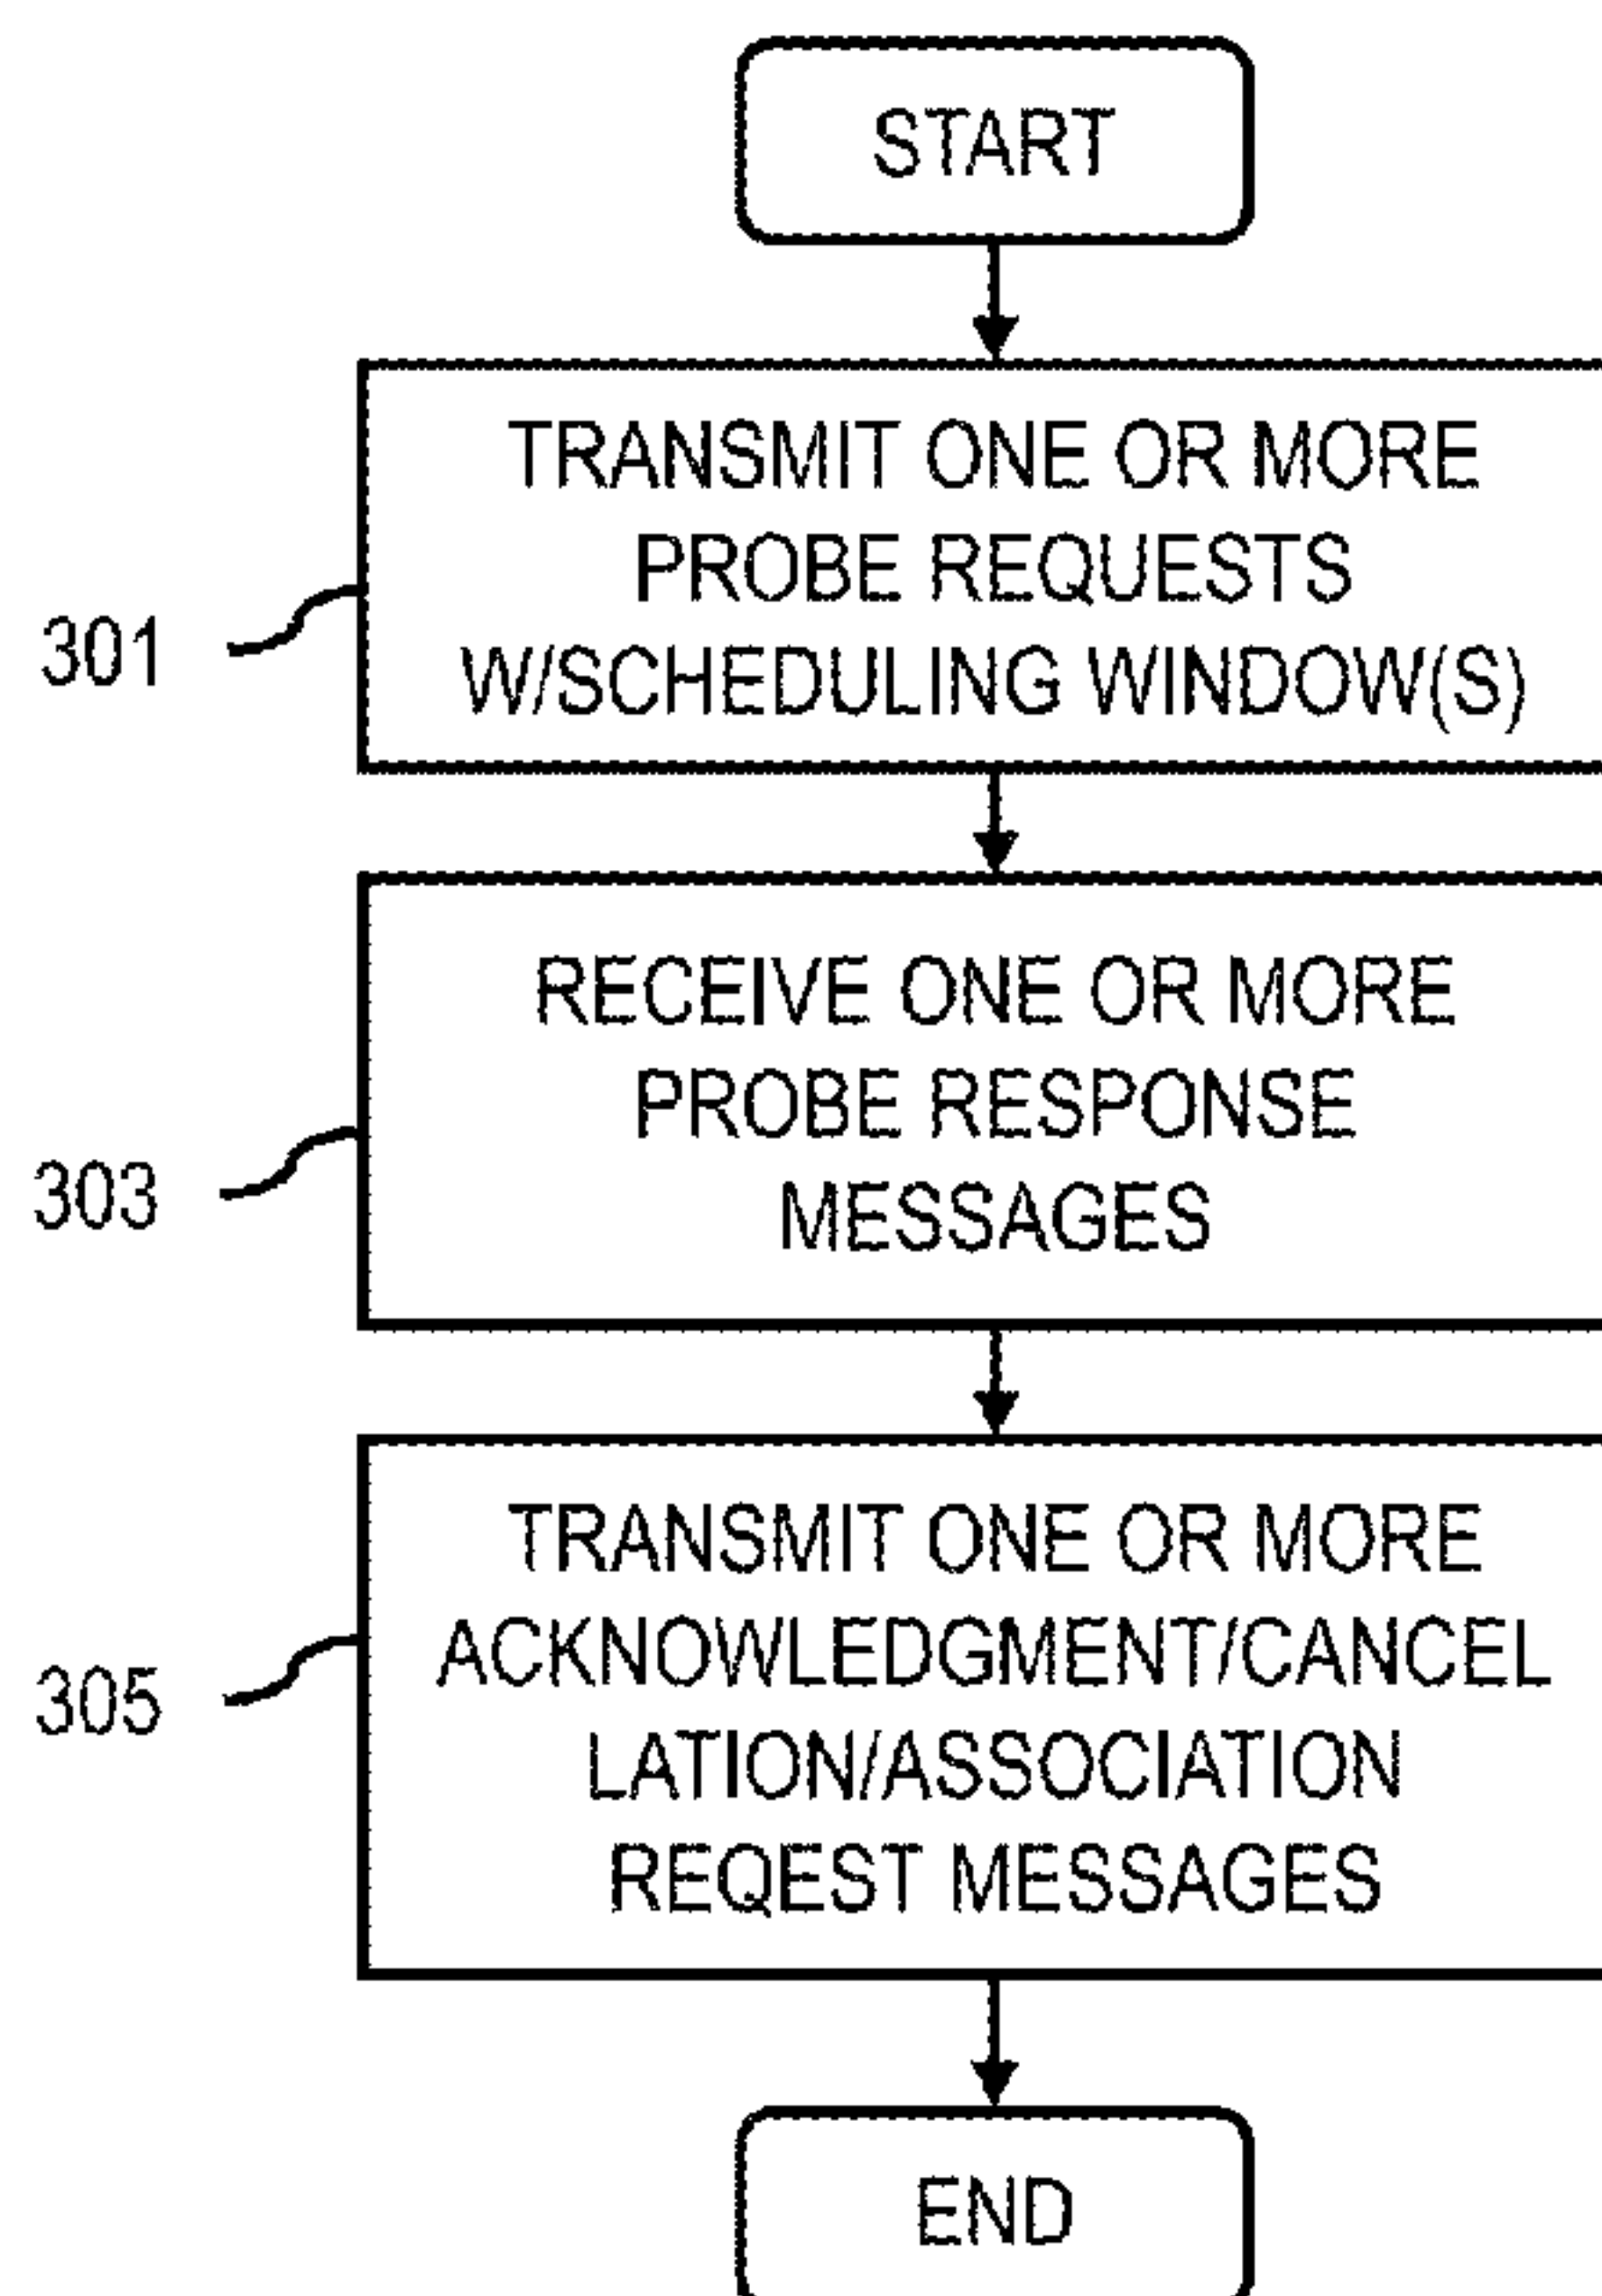 START
TRANSMIT ONE OR MORE
PROBE REQUESTS
W/SCHEDULING WINDOW(S)
301
RECEIVE ONE OR MORE
PROBE RESPONSE
MESSAGES
303
TRANSMIT ONE OR MORE
ACKNOWLEDGMENT/CANCEL
LATION/ASSOCIATION
REQEST MESSAGES
305
END